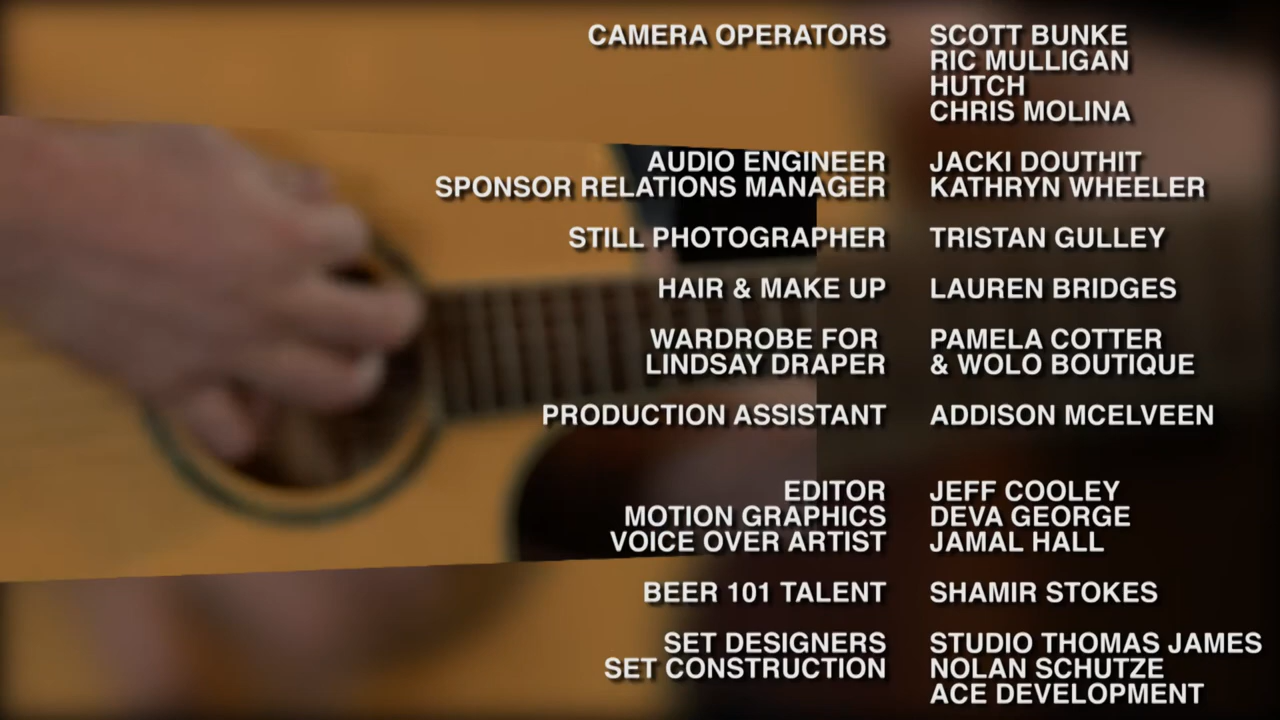 CAMERA OPERATORS SCOTT BUNKE
RIC MULLIGAN
HUTCH
CHRIS MOLINA
AUDIO ENGINEER JACKI DOUTHIT
SPONSOR RELATIONS MANAGER KATHRYN WHEELER
STILL PHOTOGRAPHER TRISTAN GULLEY
HAIR & MAKE UP LAUREN BRIDGES
WARDROBE FOR PAMELA COTTER
LINDSAY DRAPER & WOLO BOUTIQUE
PRODUCTION ASSISTANT ADDISON MCELVEEN
EDITOR JEFF COOLEY
MOTION GRAPHICS DEVA GEORGE
VOICE OVER ARTIST JAMAL HALL
BEER 101 TALENT SHAMIR STOKES
SET DESIGNERS STUDIO THOMAS JAMES
SET CONSTRUCTION NOLAN SCHUTZE
ACE DEVELOPMENT